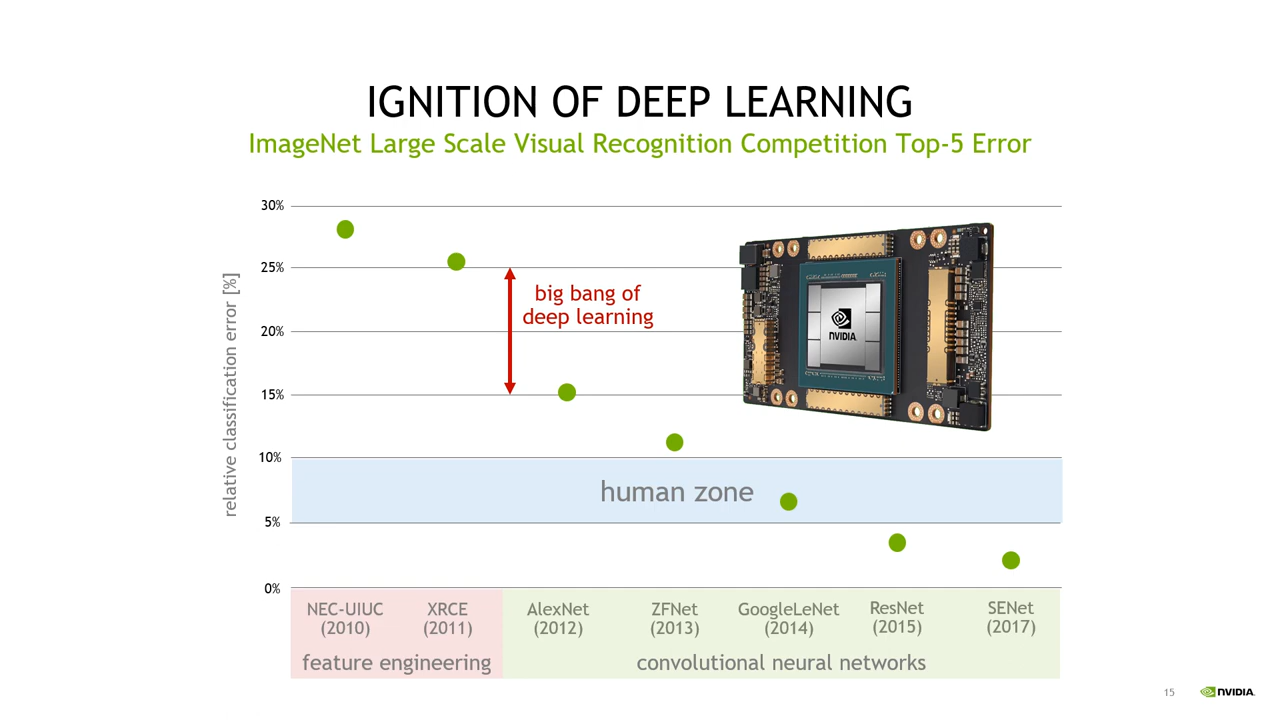 IGNITION OF DEEP LEARNING
ImageNet Large Scale Visual Recognition Competition Top-5 Error
relative classification error [%]
30%
25%
20%
15%
10%
5%
0%
big bang of
deep learning
NVIDIA.
human zone
NEC-UIUC
(2010)
XRCE
(2011)
AlexNet
(2012)
ZFNet
(2013)
GoogleLeNet
(2014)
ResNet
(2015)
SENet
(2017)
feature engineering
convolutional neural networks
15
NVIDIA.